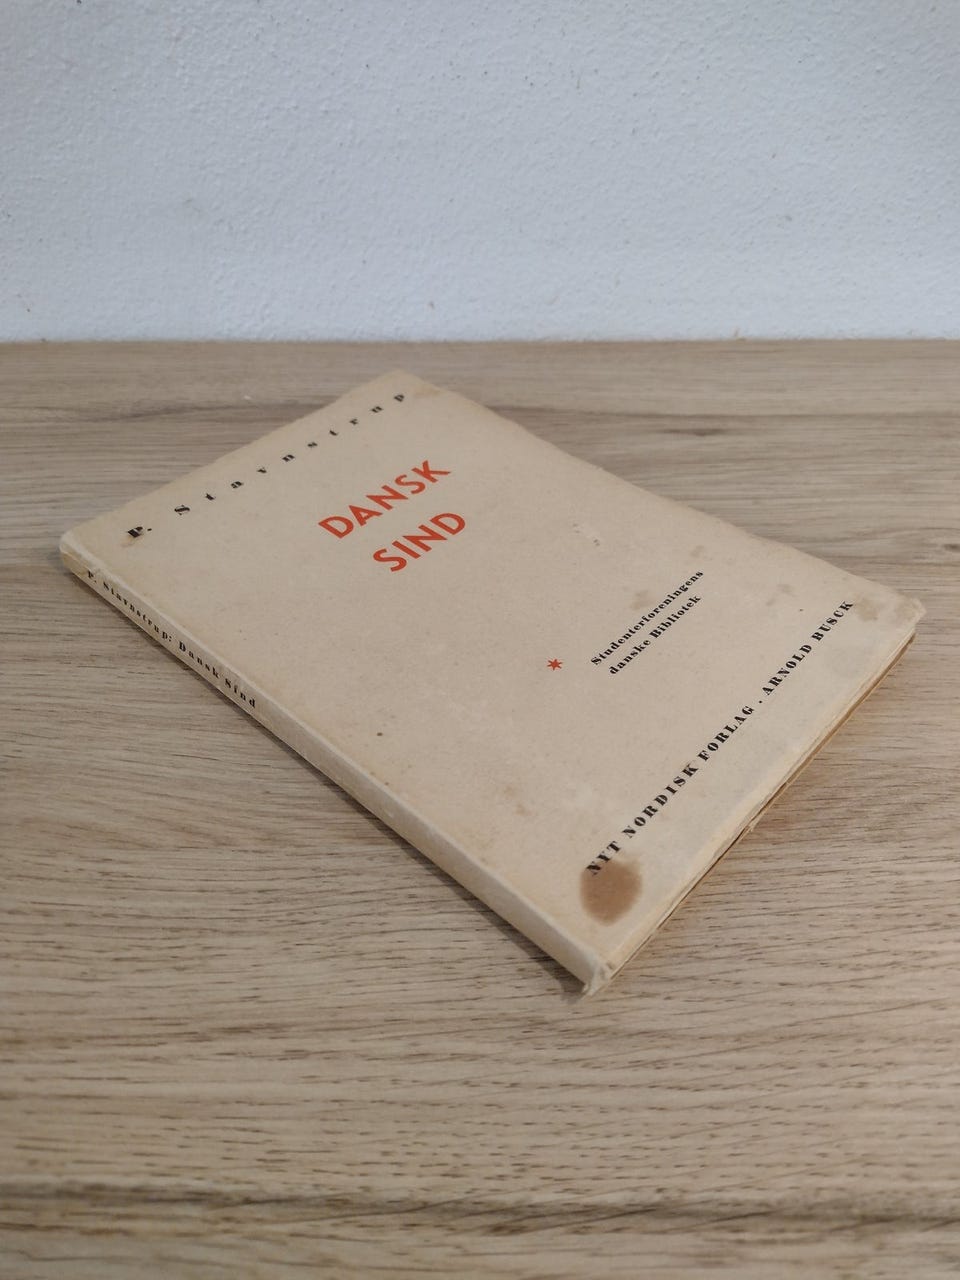 P. Stavnstrup
DANSK
SIND
Studenterforeningens
danske Bibliotek
*
NYT NORDISK FORLAG . ARNOLD BUSCK
P. Stavnstrup: Dansk Sind